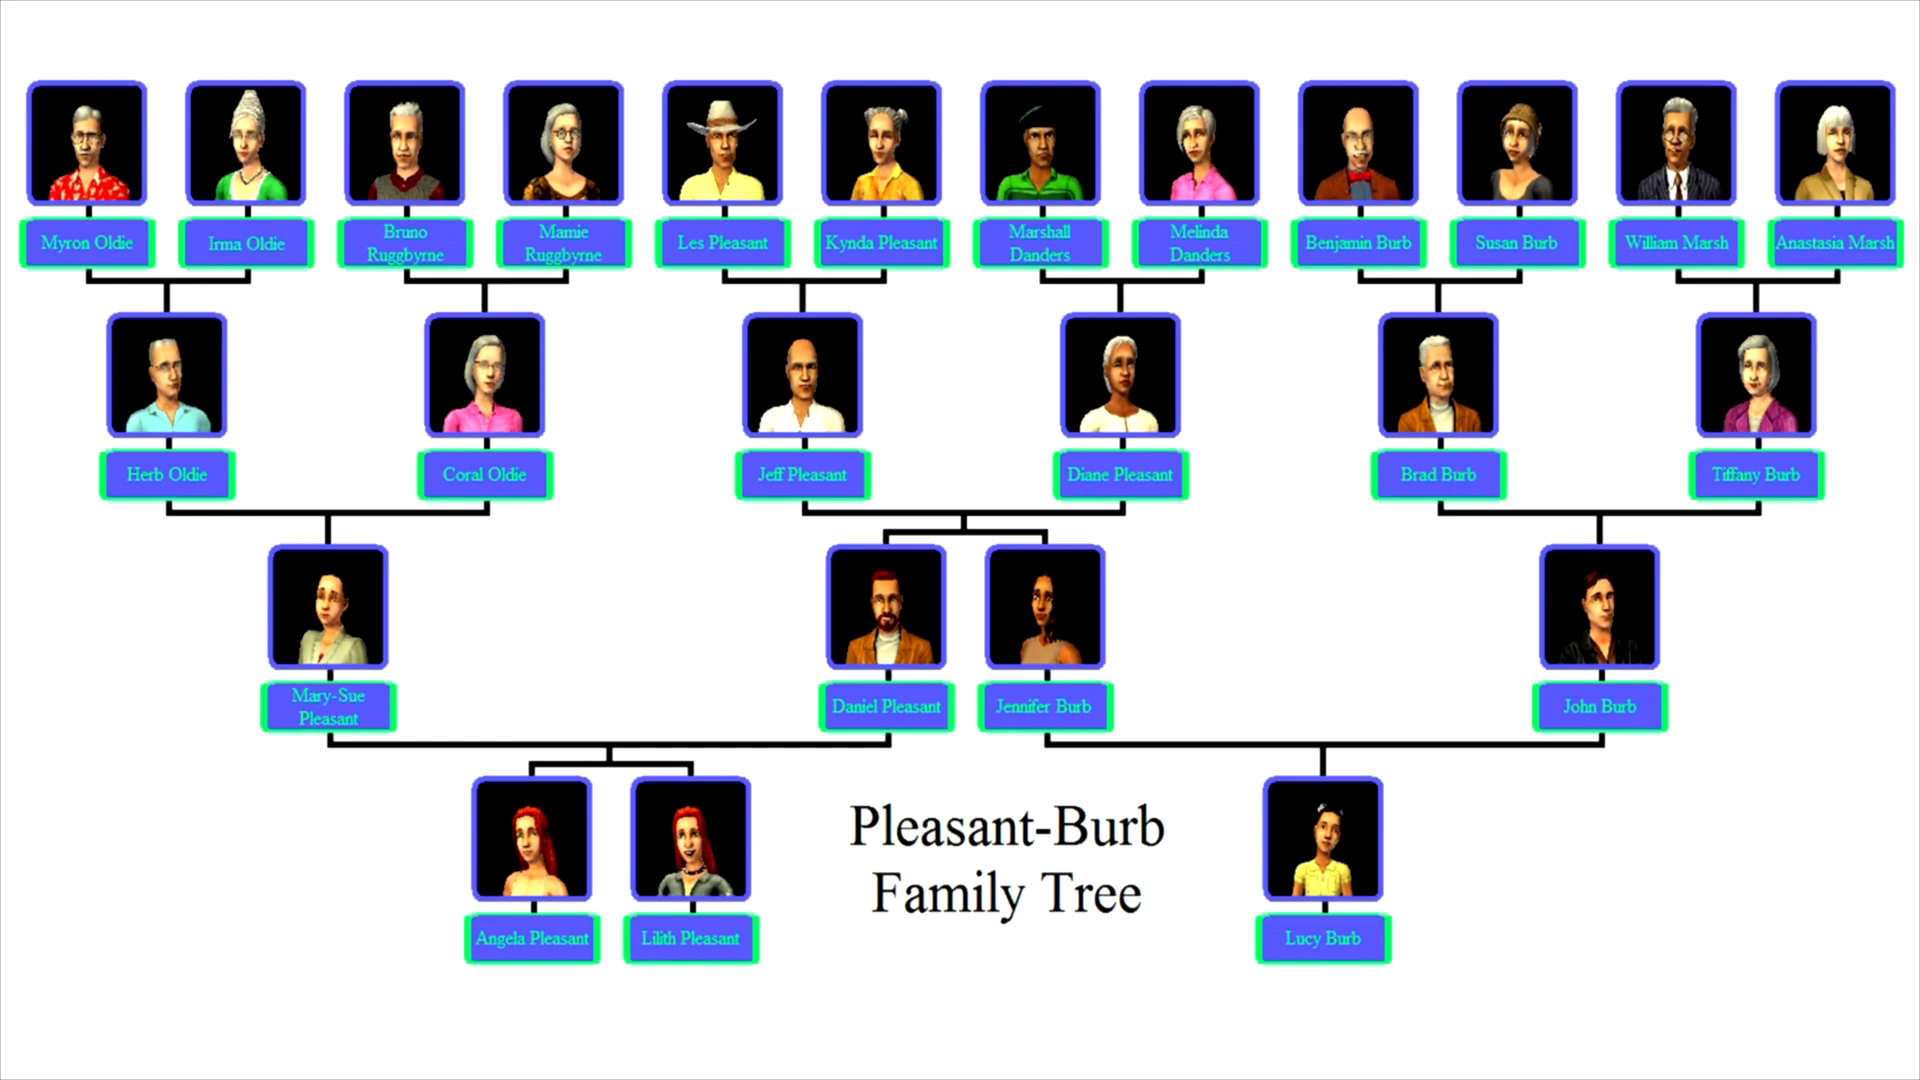 Myron Oldie
Irma Oldie
Bruno
Ruggbyrne
Mamie
Ruggbyrne
Les Pleasant
Kynda Pleasant
Marshall
Danders
Melinda
Danders
Benjamin Burb
Susan Burb
William Marsh
Anastasia Marsh
Herb Oldie
Coral Oldie
Jeff Pleasant
Diane Pleasant
Brad Burb
Tiffany Burb
Mary-Sue
Pleasant
Daniel Pleasant
Jennifer Burb
John Burb
Pleasant-Burb
Family Tree
Angela Pleasant
Lilith Pleasant
Lucy Burb